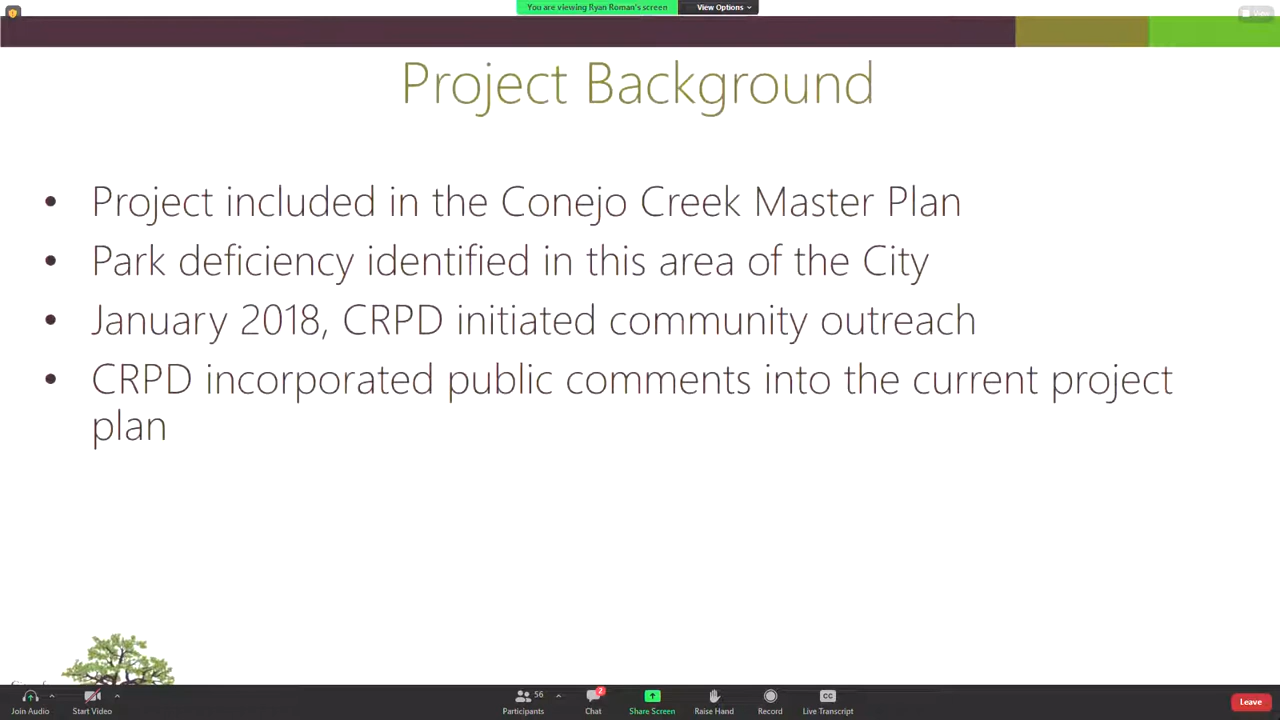 You are viewing Ryan Roman's screen
View Options
View
Project Background
• Project included in the Conejo Creek Master Plan
• Park deficiency identified in this area of the City
• January 2018, CRPD initiated community outreach
• CRPD incorporated public comments into the current project
plan
56
2
CC
Join Audio
Start Video
Participants
Chat
Share Screen
Raise Hand
Record
Live Transcript
Leave